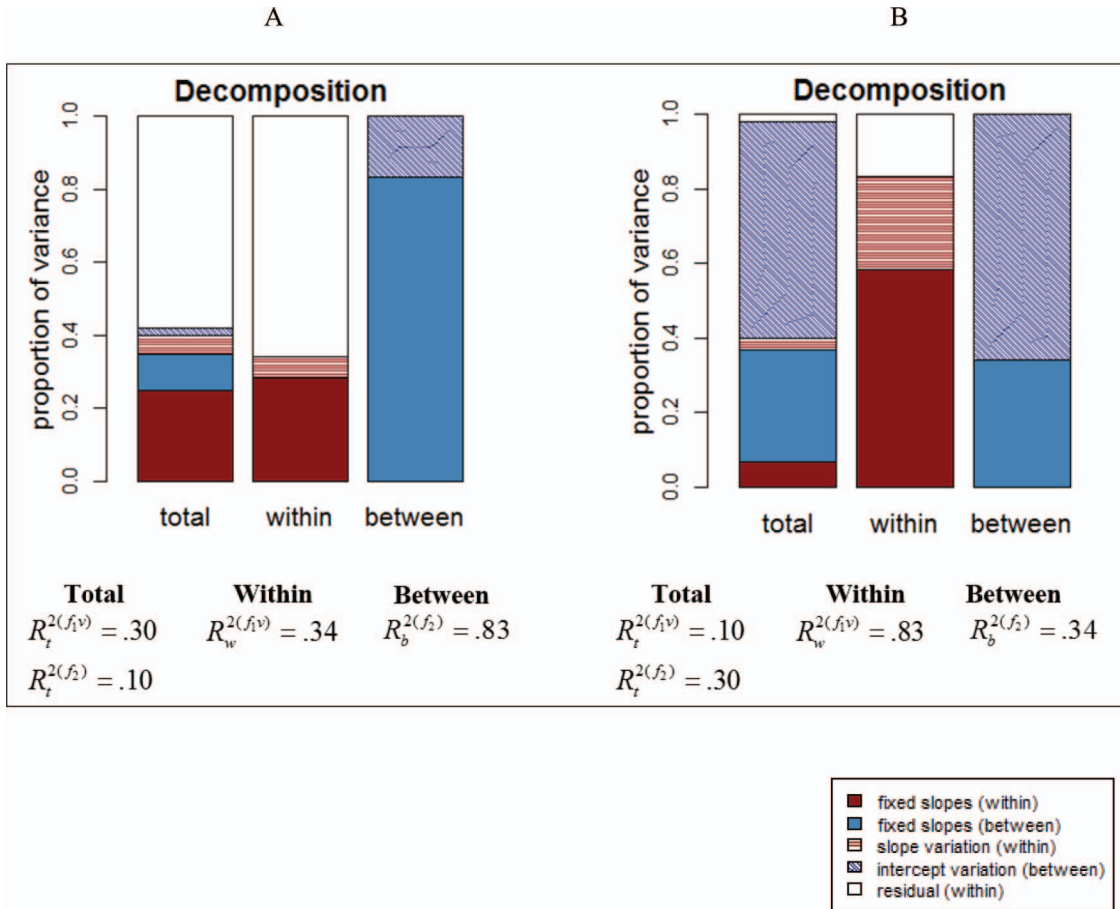 A B
Decomposition
proportion of variance
1.0
0.8
0.6
0.4
0.2
0.0
total within between
Total Within Between
R_t^{2(f_1v)} = .30 R_w^{2(f_1v)} = .34 R_b^{2(f_2)} = .83
R_t^{2(f_2)} = .10
Decomposition
proportion of variance
1.0
0.8
0.6
0.4
0.2
0.0
total within between
Total Within Between
R_t^{2(f_1v)} = .10 R_w^{2(f_1v)} = .83 R_b^{2(f_2)} = .34
R_t^{2(f_2)} = .30
fixed slopes (within)
fixed slopes (between)
slope variation (within)
intercept variation (between)
residual (within)